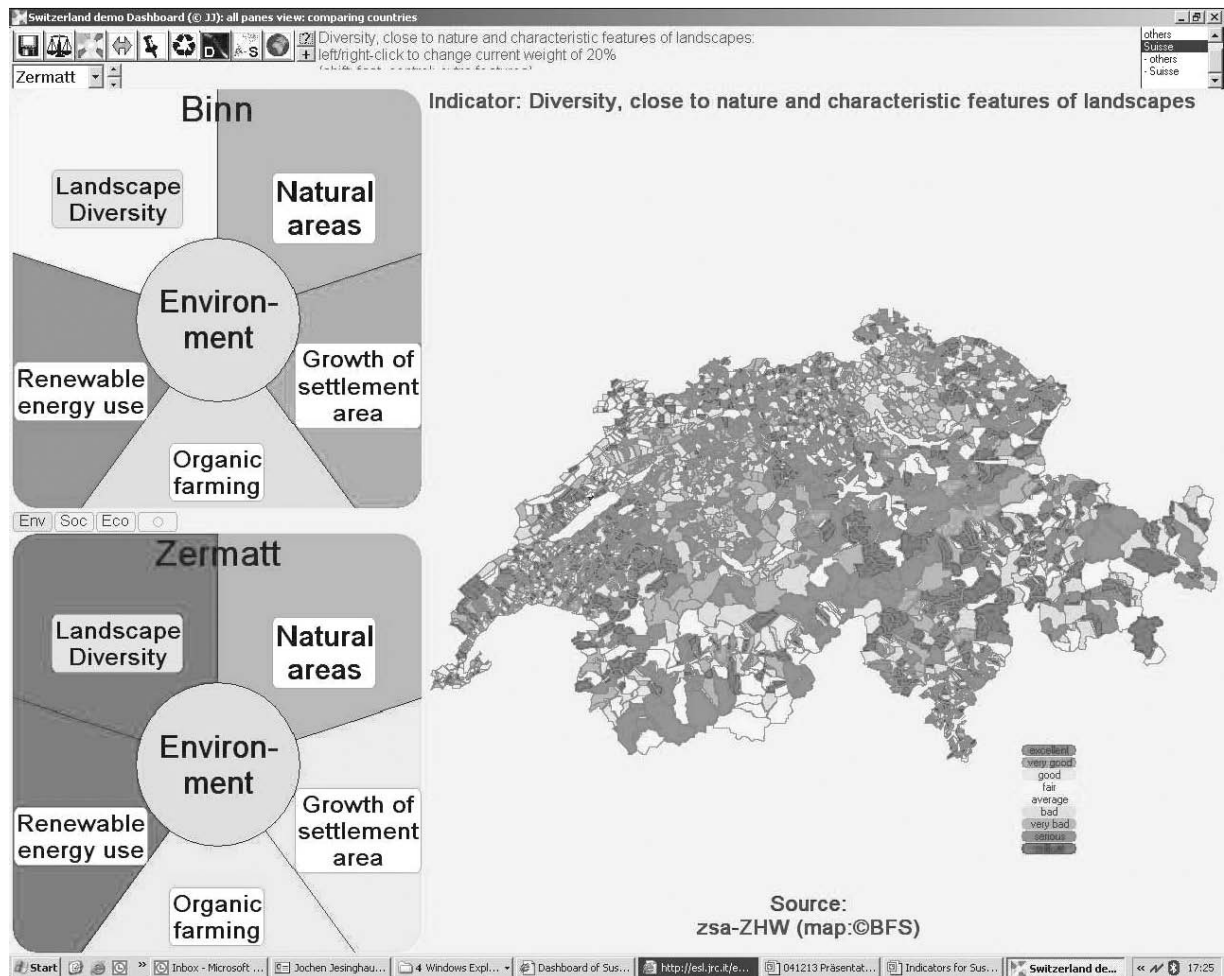 Switzerland demo Dashboard (© JJ): all panes view: comparing countries
Diversity, close to nature and characteristic features of landscapes:
left/right-click to change current weight of 20%
others
Suisse
- others
- Suisse
Zermatt
Indicator: Diversity, close to nature and characteristic features of landscapes
Binn
Landscape
Diversity
Natural
areas
Environ-
ment
Renewable
energy use
Growth of
settlement
area
Organic
farming
Env
Soc
Eco
Zermatt
Landscape
Diversity
Natural
areas
Environ-
ment
Renewable
energy use
Growth of
settlement
area
Organic
farming
excellent
very good
good
fair
average
bad
very bad
serious
Source:
zsa-ZHW (map:©BFS)
Start
Inbox - Microsoft ...
Jochen Jesinghau...
4 Windows Expl...
Dashboard of Sus...
http://esl.jrc.it/e...
041213 Präsentat...
Indicators for Sus...
Switzerland de...
17:25